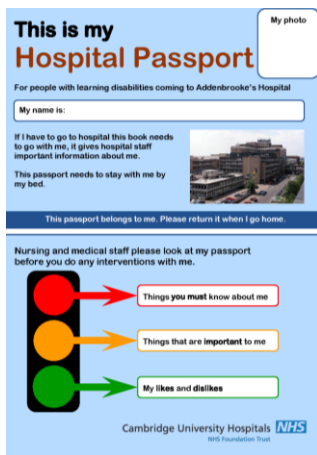 My photo
This is my
Hospital Passport
For people with learning disabilities coming to Addenbrooke's Hospital
My name is:
If I have to go to hospital this book needs
to go with me, it gives hospital staff
important information about me.
This passport needs to stay with me by
my bed.
This passport belongs to me. Please return it when I go home.
Nursing and medical staff please look at my passport
before you do any interventions with me.
Things you must know about me
Things that are important to me
My likes and dislikes
Cambridge University Hospitals NHS
NHS Foundation Trust